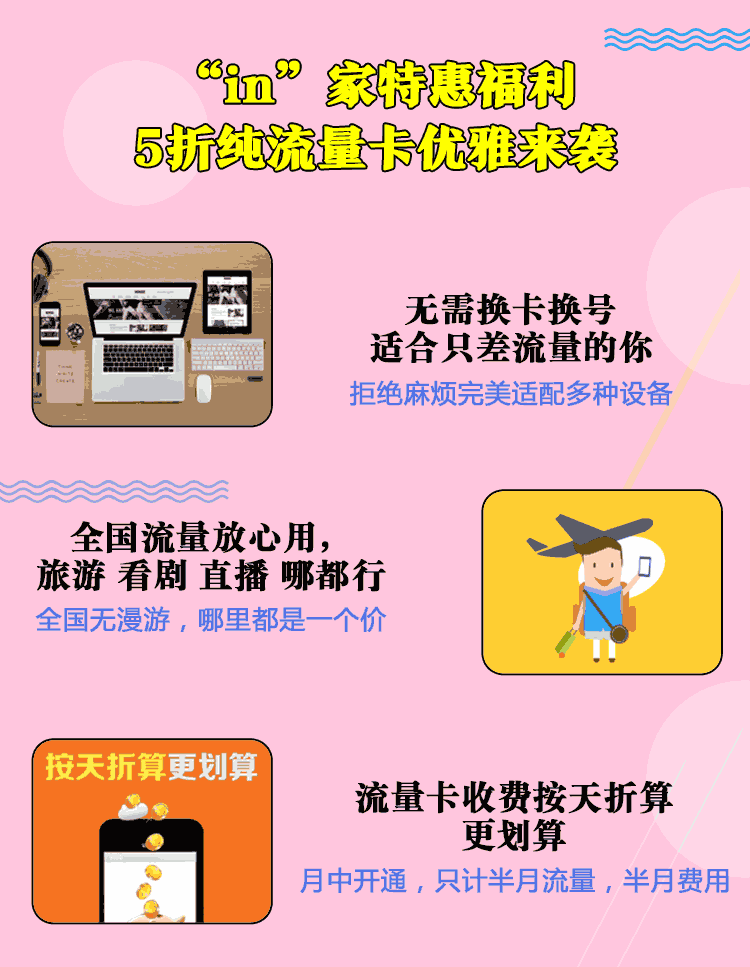 “in”家特惠福利
5折纯流量卡优雅来袭
无需换卡换号
适合只差流量的你
拒绝麻烦完美适配多种设备
全国流量放心用，
旅游 看剧 直播 哪都行
全国无漫游，哪里都是一个价
按天折算更划算
流量卡收费按天折算
更划算
月中开通，只计半月流量，半月费用